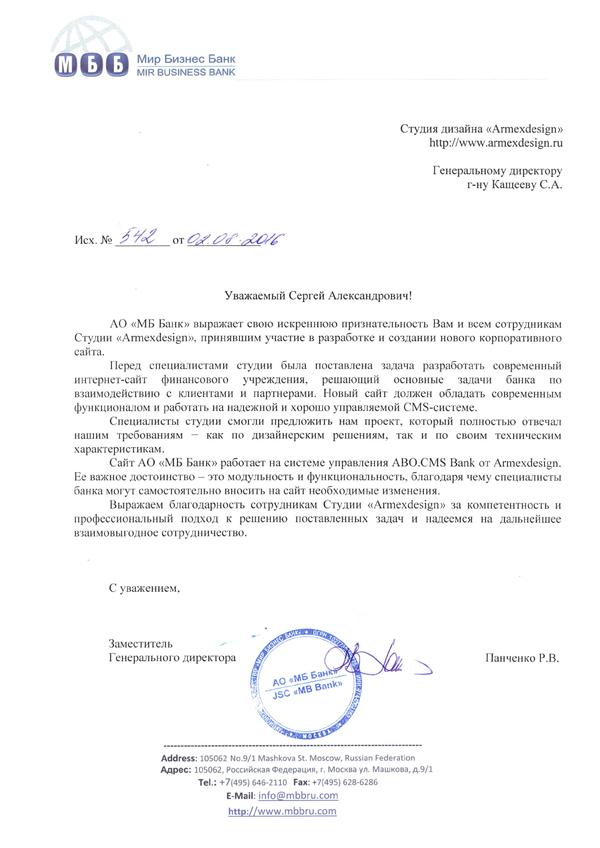 МББ
Мир Бизнес Банк
MIR BUSINESS BANK
Студия дизайна «Armexdesign»
http://www.armexdesign.ru
Генеральному директору
г-ну Кащееву С.А.
Исх. № 542 от 02.08.2016
Уважаемый Сергей Александрович!
АО «МБ Банк» выражает свою искреннюю признательность Вам и всем сотрудникам
Студии «Armexdesign», принявшим участие в разработке и создании нового корпоративного
сайта.
Перед специалистами студии была поставлена задача разработать современный
интернет-сайт финансового учреждения, решающий основные задачи банка по
взаимодействию с клиентами и партнерами. Новый сайт должен обладать современным
функционалом и работать на надежной и хорошо управляемой CMS-системе.
Специалисты студии смогли предложить нам проект, который полностью отвечал
нашим требованиям – как по дизайнерским решениям, так и по своим техническим
характеристикам.
Сайт АО «МБ Банк» работает на системе управления ABO.CMS Bank от Armexdesign.
Ее важное достоинство – это модульность и функциональность, благодаря чему специалисты
банка могут самостоятельно вносить на сайт необходимые изменения.
Выражаем благодарность сотрудникам Студии «Armexdesign» за компетентность и
профессиональный подход к решению поставленных задач и надеемся на дальнейшее
взаимовыгодное сотрудничество.
С уважением,
Заместитель
Генерального директора
Панченко Р.В.
АО «МБ Банк»
JSC «MB Bank»
МОСКВА
Address: 105062 No.9/1 Mashkova St. Moscow, Russian Federation
Адрес: 105062, Российская Федерация, г. Москва ул. Машкова, д.9/1
Tel.: +7(495) 646-2110 Fax: +7(495) 628-6286
E-Mail: info@mbbru.com
http://www.mbbru.com